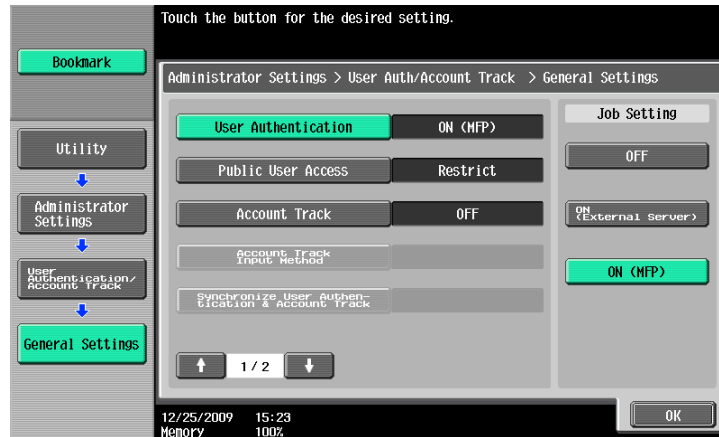 Touch the button for the desired setting.
Bookmark
Administrator Settings > User Auth/Account Track > General Settings
User Authentication
ON (MFP)
Public User Access
Restrict
Account Track
OFF
Account Track
Input Method
Synchronize User Authen-
tication & Account Track
1/2
Job Setting
OFF
ON
(External Server)
ON (MFP)
Utility
Administrator
Settings
User
Authentication/
Account Track
General Settings
12/25/2009 15:23
Memory 100%
OK